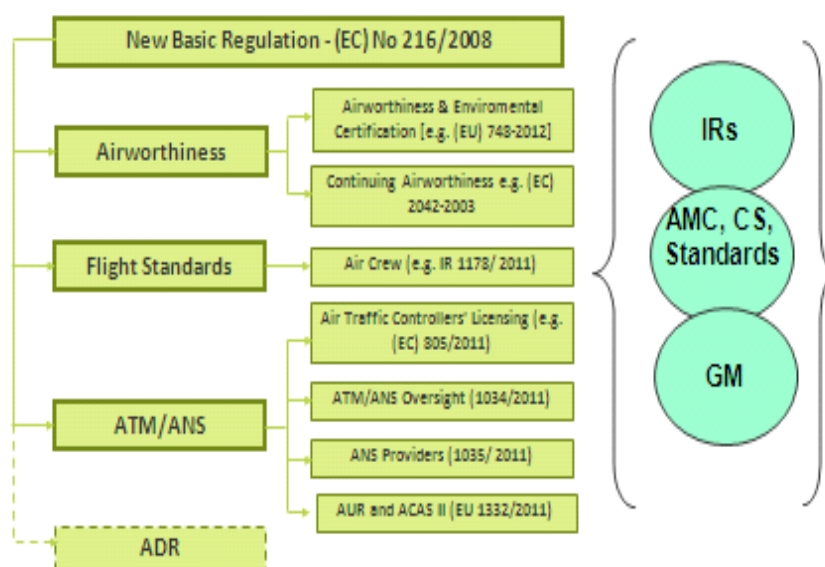 New Basic Regulation - (EC) No 216/2008
Airworthiness
Airworthiness & Enviromental
Certification [e.g. (EU) 748-2012]
Continuing Airworthiness e.g. (EC)
2042-2003
Flight Standards
Air Crew (e.g. IR 1178/ 2011)
ATM/ANS
Air Traffic Controllers' Licensing (e.g.
(EC) 805/2011)
ATM/ANS Oversight (1034/2011)
ANS Providers (1035/ 2011)
AUR and ACAS II (EU 1332/2011)
ADR
IRs
AMC, CS,
Standards
GM